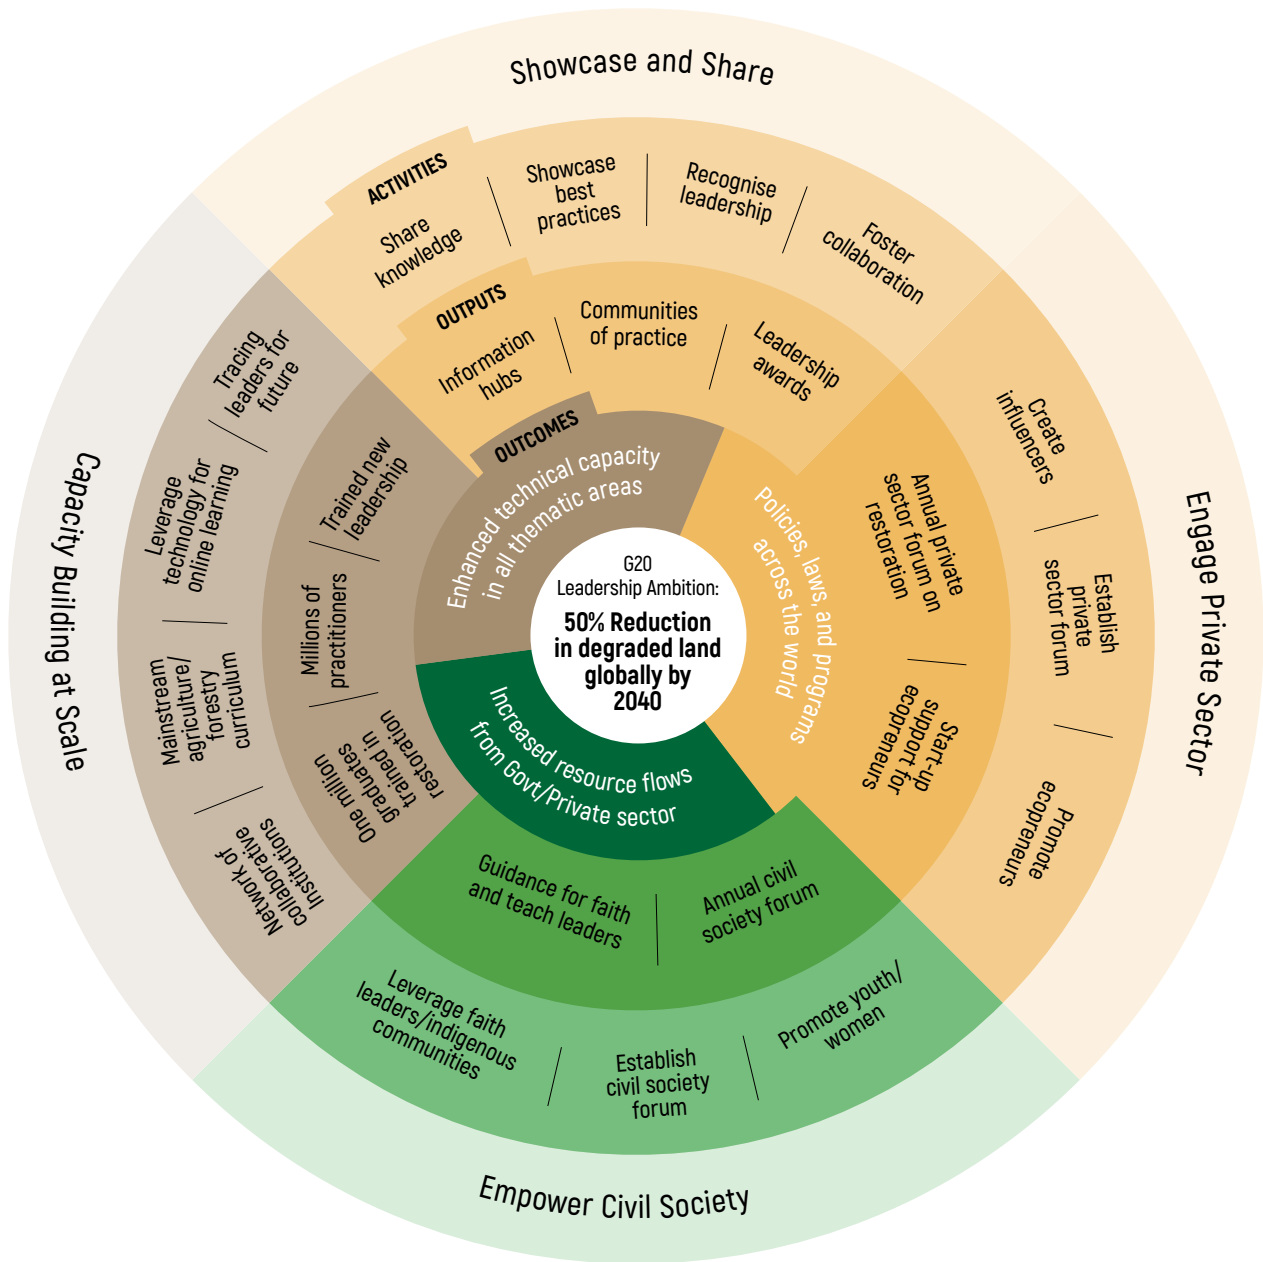 Showcase and Share
ACTIVITIES
Share
knowledge
Showcase
best
practices
Recognise
leadership
Foster
collaboration
OUTPUTS
Information
hubs
Communities
of practice
Leadership
awards
OUTCOMES
Enhanced technical capacity
in all thematic areas
Policies, laws, and programs
across the world
Increased resource flows
from Govt/Private sector
G20
Leadership Ambition:
50% Reduction
in degraded land
globally by
2040
Engage Private Sector
Create
influencers
Establish
private
sector forum
Promote
ecopreneurs
Annual private
sector forum on
restoration
Start-up
support for
ecopreneurs
Empower Civil Society
Leverage faith
leaders/indigenous
communities
Establish
civil society
forum
Promote youth/
women
Guidance for faith
and teach leaders
Annual civil
society forum
Capacity Building at Scale
Tracing
leaders for
future
Leverage
technology for
online learning
Mainstream
agriculture/
forestry
curriculum
Network of
collaborative
Institutions
Trained new
leadership
Millions of
practitioners
One million
graduates
trained in
restoration